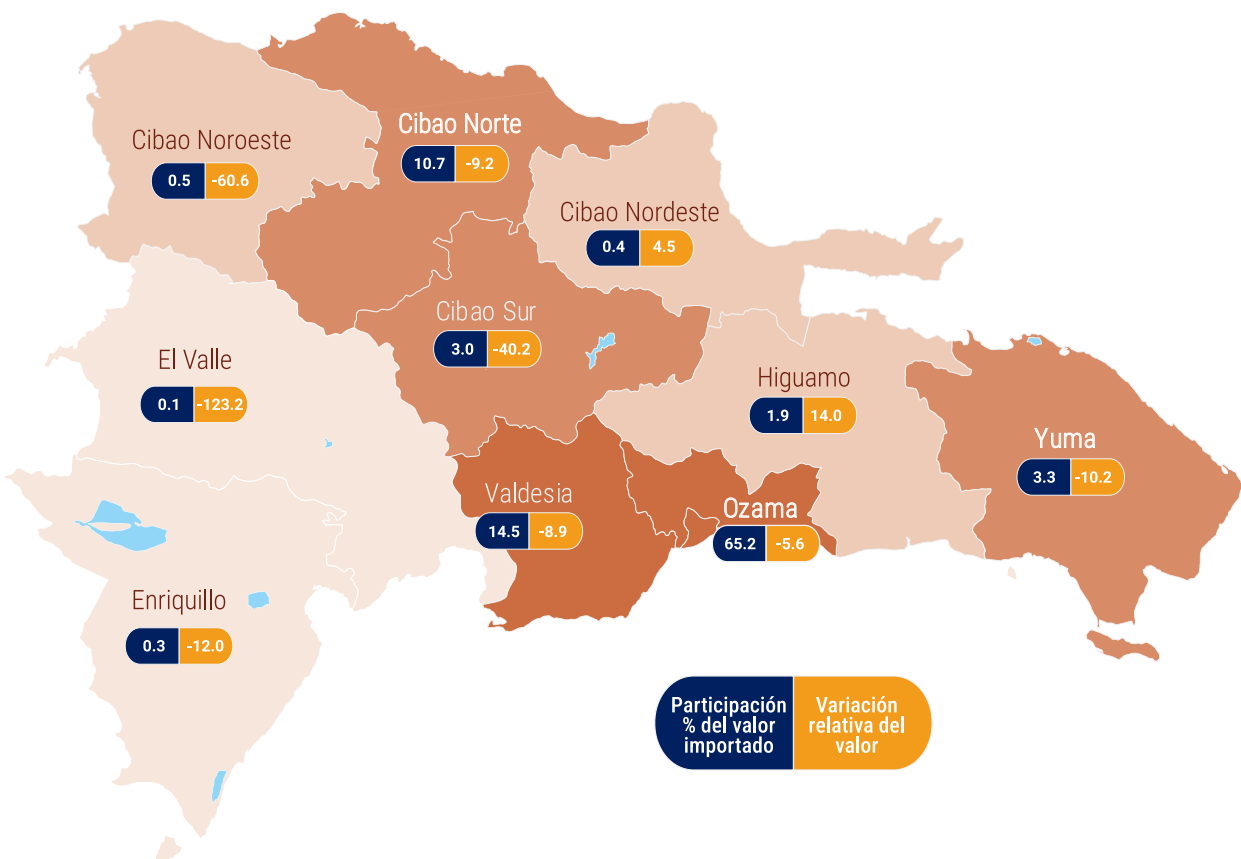 Cibao Noroeste
0.5 -60.6
Cibao Norte
10.7 -9.2
Cibao Nordeste
0.4 4.5
Cibao Sur
3.0 -40.2
El Valle
0.1 -123.2
Higuamo
1.9 14.0
Yuma
3.3 -10.2
Valdesia
14.5 -8.9
Ozama
65.2 -5.6
Enriquillo
0.3 -12.0
Participación
% del valor
importado
Variación
relativa del
valor